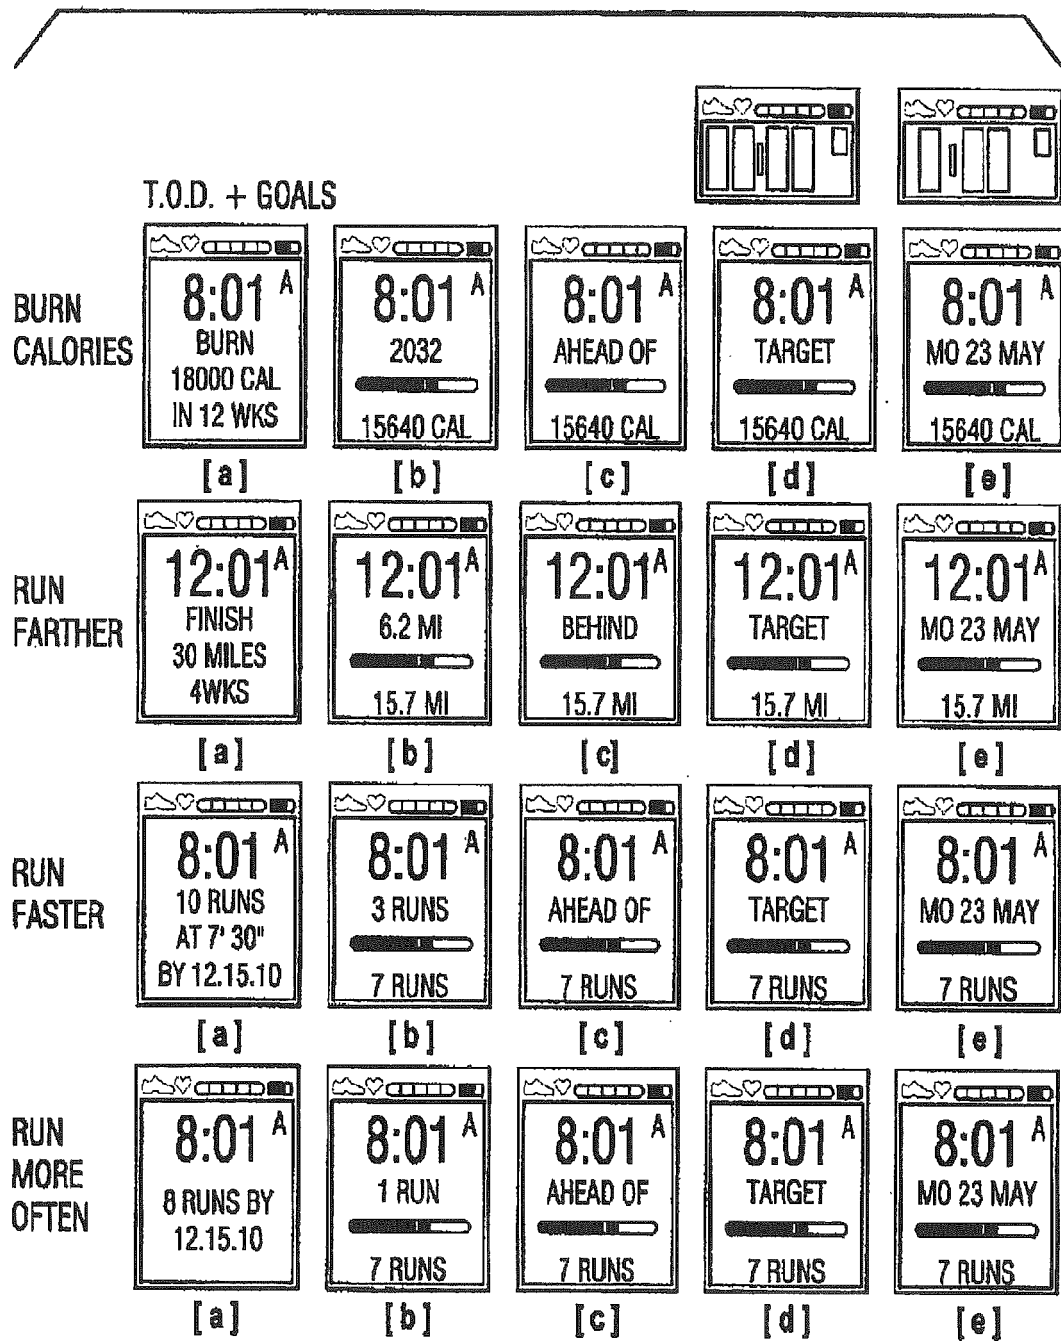 T.O.D. + GOALS
BURN
CALORIES
8:01 A
BURN
18000 CAL
IN 12 WKS
[a]
8:01 A
2032
15640 CAL
[b]
8:01 A
AHEAD OF
15640 CAL
[c]
8:01 A
TARGET
15640 CAL
[d]
8:01 A
MO 23 MAY
15640 CAL
[e]
RUN
FARTHER
12:01 A
FINISH
30 MILES
4WKS
[a]
12:01 A
6.2 MI
15.7 MI
[b]
12:01 A
BEHIND
15.7 MI
[c]
12:01 A
TARGET
15.7 MI
[d]
12:01 A
MO 23 MAY
15.7 MI
[e]
RUN
FASTER
8:01 A
10 RUNS
AT 7' 30"
BY 12.15.10
[a]
8:01 A
3 RUNS
7 RUNS
[b]
8:01 A
AHEAD OF
7 RUNS
[c]
8:01 A
TARGET
7 RUNS
[d]
8:01 A
MO 23 MAY
7 RUNS
[e]
RUN
MORE
OFTEN
8:01 A
8 RUNS BY
12.15.10
[a]
8:01 A
1 RUN
7 RUNS
[b]
8:01 A
AHEAD OF
7 RUNS
[c]
8:01 A
TARGET
7 RUNS
[d]
8:01 A
MO 23 MAY
7 RUNS
[e]